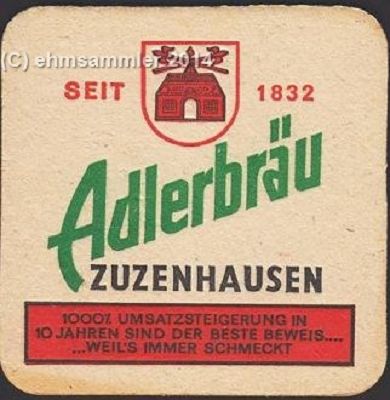 (C) ehmsammler 2014
SEIT 1832
Adlerbräu
ZUZENHAUSEN
1000% UMSATZSTEIGERUNG IN
10 JAHREN SIND DER BESTE BEWEIS....
...WEIL'S IMMER SCHMECKT